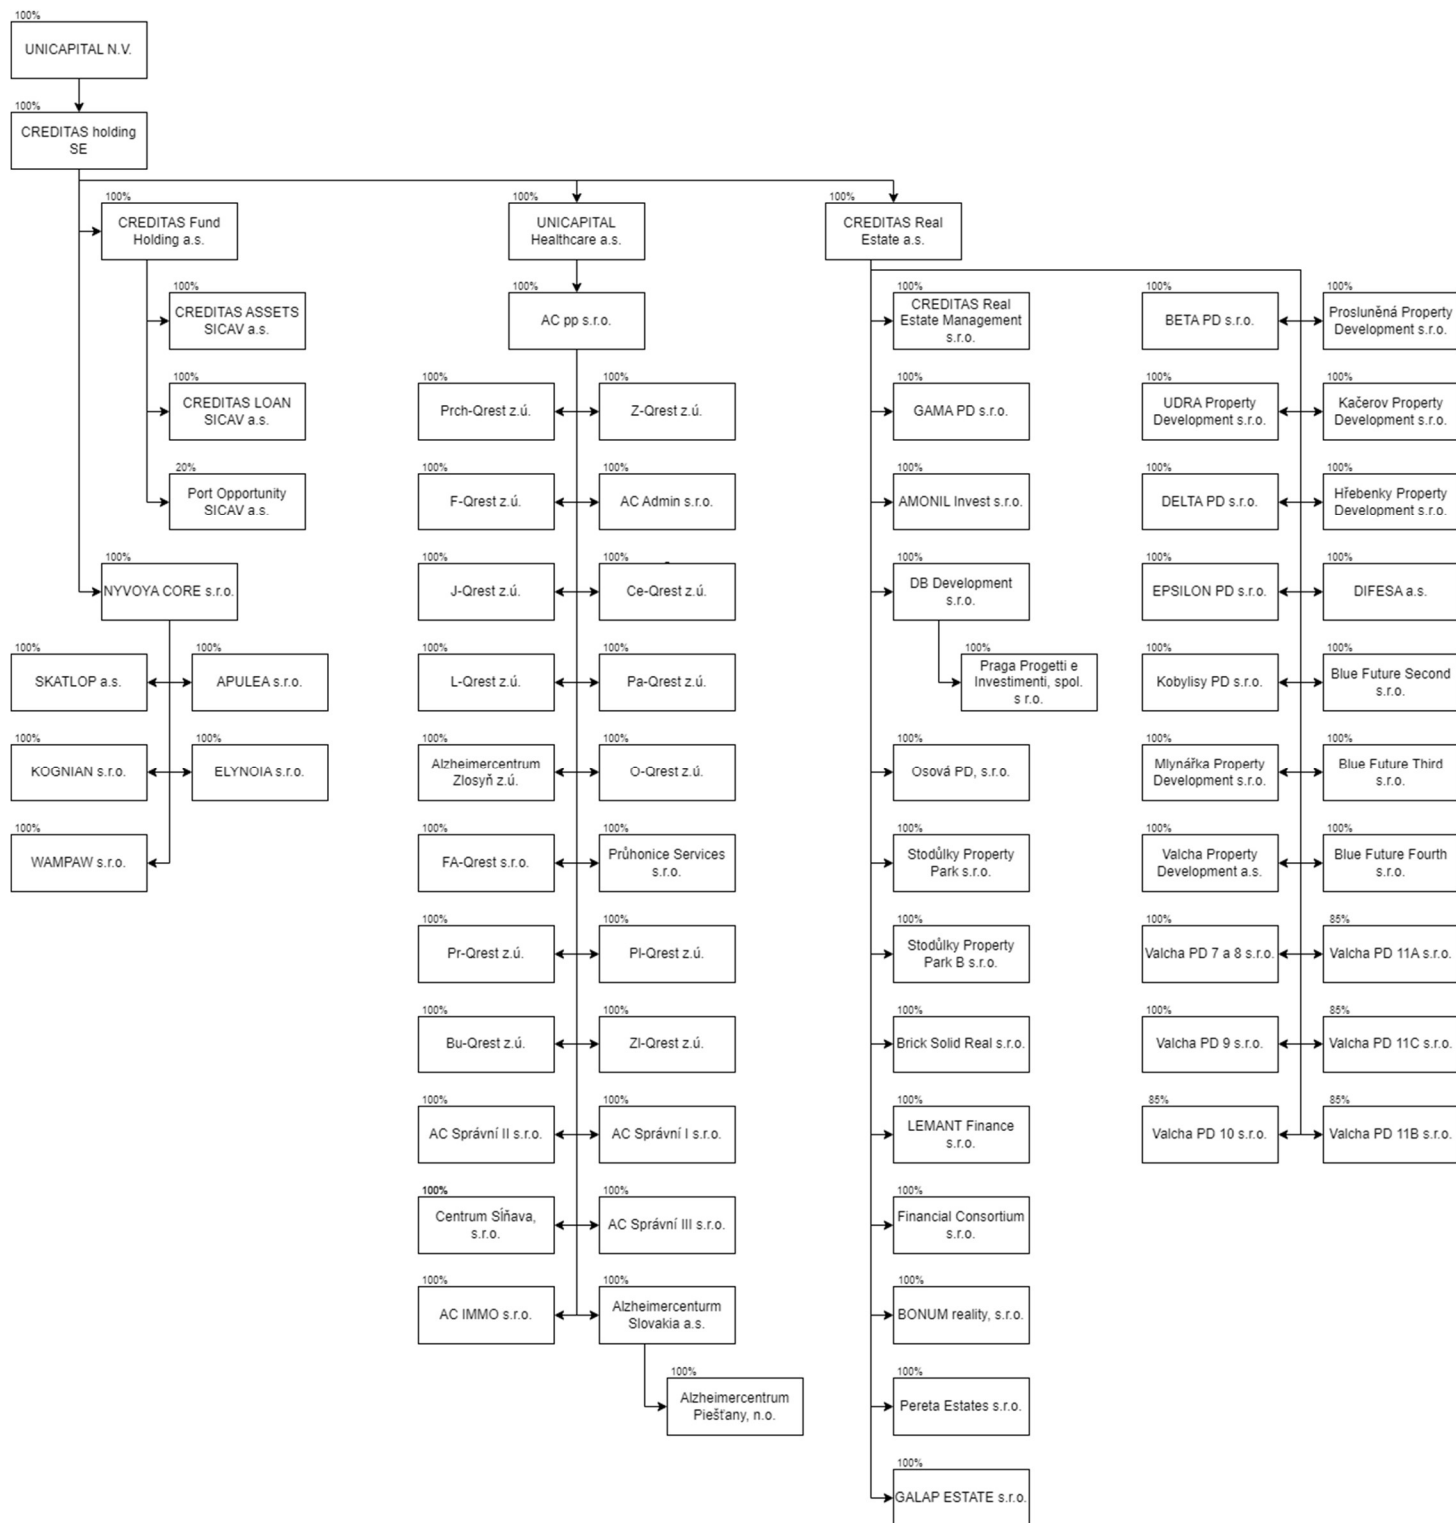 100%
UNICAPITAL N.V.
100%
CREDITAS holding
SE
100%
CREDITAS Fund
Holding a.s.
100%
CREDITAS ASSETS
SICAV a.s.
100%
CREDITAS LOAN
SICAV a.s.
20%
Port Opportunity
SICAV a.s.
100%
NYVOYA CORE s.r.o.
100%
SKATLOP a.s.
100%
APULEA s.r.o.
100%
KOGNIAN s.r.o.
100%
ELYNOIA s.r.o.
100%
WAMPAW s.r.o.
100%
UNICAPITAL
Healthcare a.s.
100%
AC pp s.r.o.
100%
Prch-Qrest z.ú.
100%
Z-Qrest z.ú.
100%
F-Qrest z.ú.
100%
AC Admin s.r.o.
100%
J-Qrest z.ú.
100%
Ce-Qrest z.ú.
100%
L-Qrest z.ú.
100%
Pa-Qrest z.ú.
100%
Alzheimercentrum
Zlosyň z.ú.
100%
O-Qrest z.ú.
100%
FA-Qrest s.r.o.
100%
Průhonice Services
s.r.o.
100%
Pr-Qrest z.ú.
100%
Pl-Qrest z.ú.
100%
Bu-Qrest z.ú.
100%
Zl-Qrest z.ú.
100%
AC Správní II s.r.o.
100%
AC Správní I s.r.o.
100%
Centrum Sĺňava,
s.r.o.
100%
AC Správní III s.r.o.
100%
AC IMMO s.r.o.
100%
Alzheimercenturm
Slovakia a.s.
100%
Alzheimercentrum
Piešťany, n.o.
100%
CREDITAS Real
Estate a.s.
100%
CREDITAS Real
Estate Management
s.r.o.
100%
GAMA PD s.r.o.
100%
AMONIL Invest s.r.o.
100%
DB Development
s.r.o.
100%
Praga Progetti e
Investimenti, spol.
s r.o.
100%
Osová PD, s.r.o.
100%
Stodůlky Property
Park s.r.o.
100%
Stodůlky Property
Park B s.r.o.
100%
Brick Solid Real s.r.o.
100%
LEMANT Finance
s.r.o.
100%
Financial Consortium
s.r.o.
100%
BONUM reality, s.r.o.
100%
Pereta Estates s.r.o.
100%
GALAP ESTATE s.r.o.
100%
BETA PD s.r.o.
100%
Prosluněná Property
Development s.r.o.
100%
UDRA Property
Development s.r.o.
100%
Kačerov Property
Development s.r.o.
100%
DELTA PD s.r.o.
100%
Hřebenky Property
Development s.r.o.
100%
EPSILON PD s.r.o.
100%
DIFESA a.s.
100%
Kobylisy PD s.r.o.
100%
Blue Future Second
s.r.o.
100%
Mlynářka Property
Development s.r.o.
100%
Blue Future Third
s.r.o.
100%
Valcha Property
Development a.s.
100%
Blue Future Fourth
s.r.o.
100%
Valcha PD 7 a 8 s.r.o.
85%
Valcha PD 11A s.r.o.
100%
Valcha PD 9 s.r.o.
85%
Valcha PD 11C s.r.o.
85%
Valcha PD 10 s.r.o.
85%
Valcha PD 11B s.r.o.